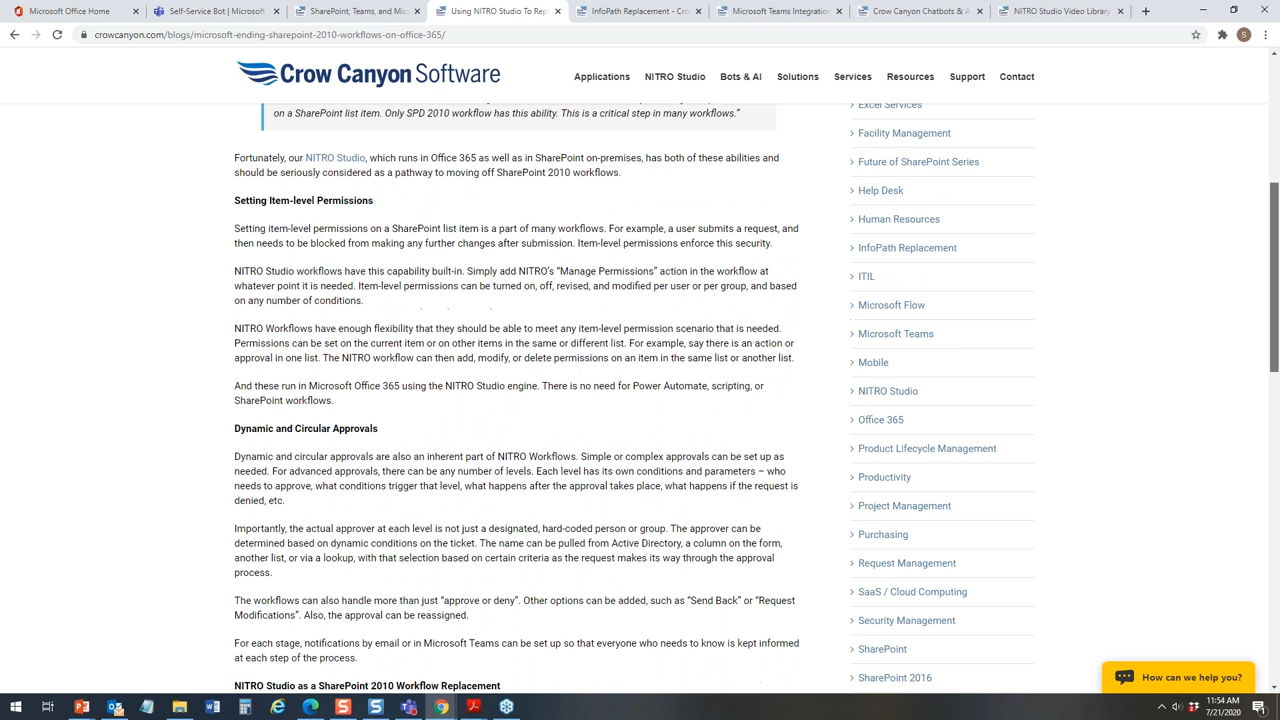 Microsoft Office Home
Self-Service Bot | Microsoft
SharePoint, Teams, and Mic
Using NITRO Studio To Rep
InfoPath Replacement - Cro
Microsoft Teams Integration
Crow Canyon Software & A
NITRO Studio Video Library
crowcanyon.com/blogs/microsoft-ending-sharepoint-2010-workflows-on-office-365/
S
Crow Canyon Software
Applications
NITRO Studio
Bots & AI
Solutions
Services
Resources
Support
Contact
on a SharePoint list item. Only SPD 2010 workflow has this ability. This is a critical step in many workflows.”
Fortunately, our NITRO Studio, which runs in Office 365 as well as in SharePoint on-premises, has both of these abilities and
should be seriously considered as a pathway to moving off SharePoint 2010 workflows.
Setting Item-level Permissions
Setting item-level permissions on a SharePoint list item is a part of many workflows. For example, a user submits a request, and
then needs to be blocked from making any further changes after submission. Item-level permissions enforce this security.
NITRO Studio workflows have this capability built-in. Simply add NITRO’s “Manage Permissions” action in the workflow at
whatever point it is needed. Item-level permissions can be turned on, off, revised, and modified per user or per group, and based
on any number of conditions.
NITRO Workflows have enough flexibility that they should be able to meet any item-level permission scenario that is needed.
Permissions can be set on the current item or on other items in the same or different list. For example, say there is an action or
approval in one list. The NITRO workflow can then add, modify, or delete permissions on an item in the same list or another list.
And these run in Microsoft Office 365 using the NITRO Studio engine. There is no need for Power Automate, scripting, or
SharePoint workflows.
Dynamic and Circular Approvals
Dynamic and circular approvals are also an inherent part of NITRO Workflows. Simple or complex approvals can be set up as
needed. For advanced approvals, there can be any number of levels. Each level has its own conditions and parameters – who
needs to approve, what conditions trigger that level, what happens after the approval takes place, what happens if the request is
denied, etc.
Importantly, the actual approver at each level is not just a designated, hard-coded person or group. The approver can be
determined based on dynamic conditions on the ticket. The name can be pulled from Active Directory, a column on the form,
another list, or via a lookup, with that selection based on certain criteria as the request makes its way through the approval
process.
The workflows can also handle more than just “approve or deny”. Other options can be added, such as “Send Back” or “Request
Modifications”. Also, the approval can be reassigned.
For each stage, notifications by email or in Microsoft Teams can be set up so that everyone who needs to know is kept informed
at each step of the process.
NITRO Studio as a SharePoint 2010 Workflow Replacement
Excel Services
Facility Management
Future of SharePoint Series
Help Desk
Human Resources
InfoPath Replacement
ITIL
Microsoft Flow
Microsoft Teams
Mobile
NITRO Studio
Office 365
Product Lifecycle Management
Productivity
Project Management
Purchasing
Request Management
SaaS / Cloud Computing
Security Management
SharePoint
SharePoint 2016
How can we help you?
11:54 AM
7/21/2020